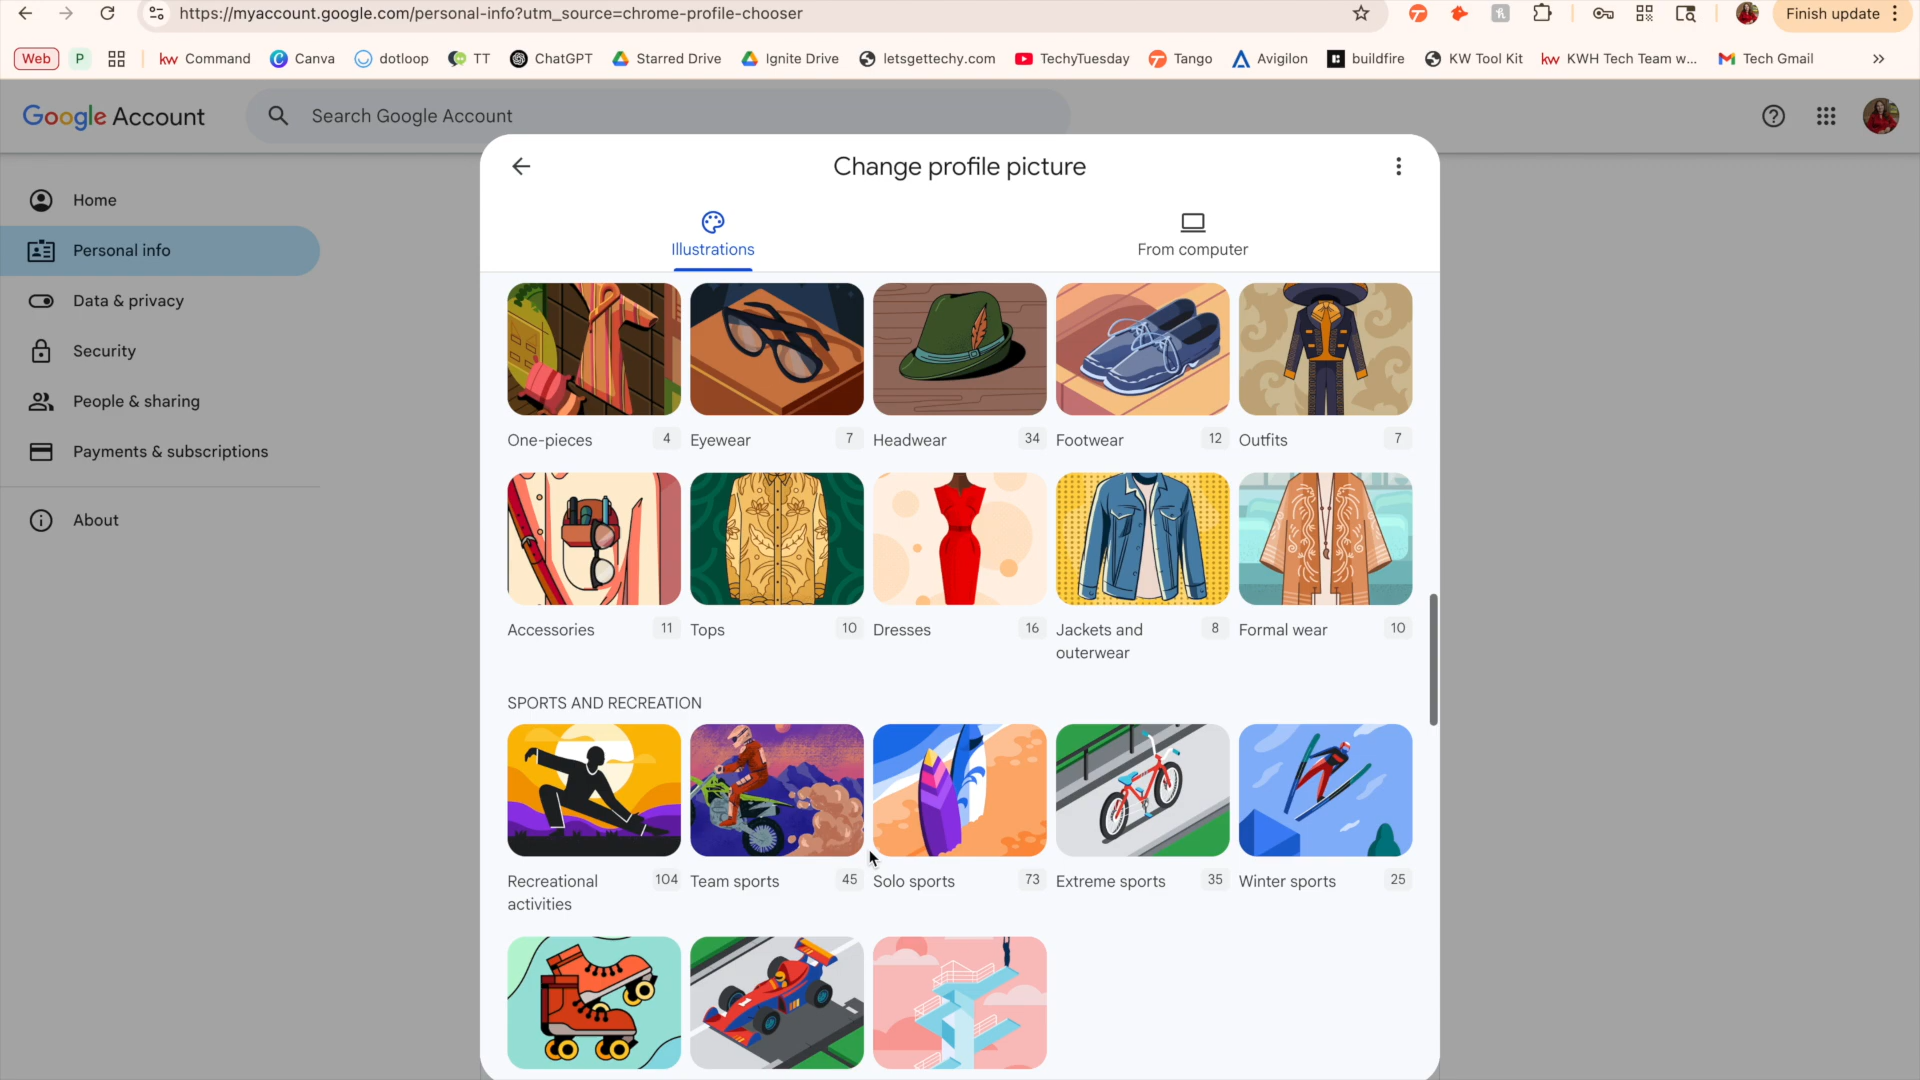 https://myaccount.google.com/personal-info?utm_source=chrome-profile-chooser
Finish update
Web
P
kw Command
Canva
dotloop
TT
ChatGPT
Starred Drive
Ignite Drive
letsgettechy.com
TechyTuesday
Tango
Avigilon
buildfire
KW Tool Kit
kw KWH Tech Team w...
Tech Gmail
Google Account
Search Google Account
Home
Personal info
Data & privacy
Security
People & sharing
Payments & subscriptions
About
Change profile picture
Illustrations
From computer
One-pieces 4
Eyewear 7
Headwear 34
Footwear 12
Outfits 7
Accessories 11
Tops 10
Dresses 16
Jackets and 8
outerwear
Formal wear 10
SPORTS AND RECREATION
Recreational 104
activities
Team sports 45
Solo sports 73
Extreme sports 35
Winter sports 25